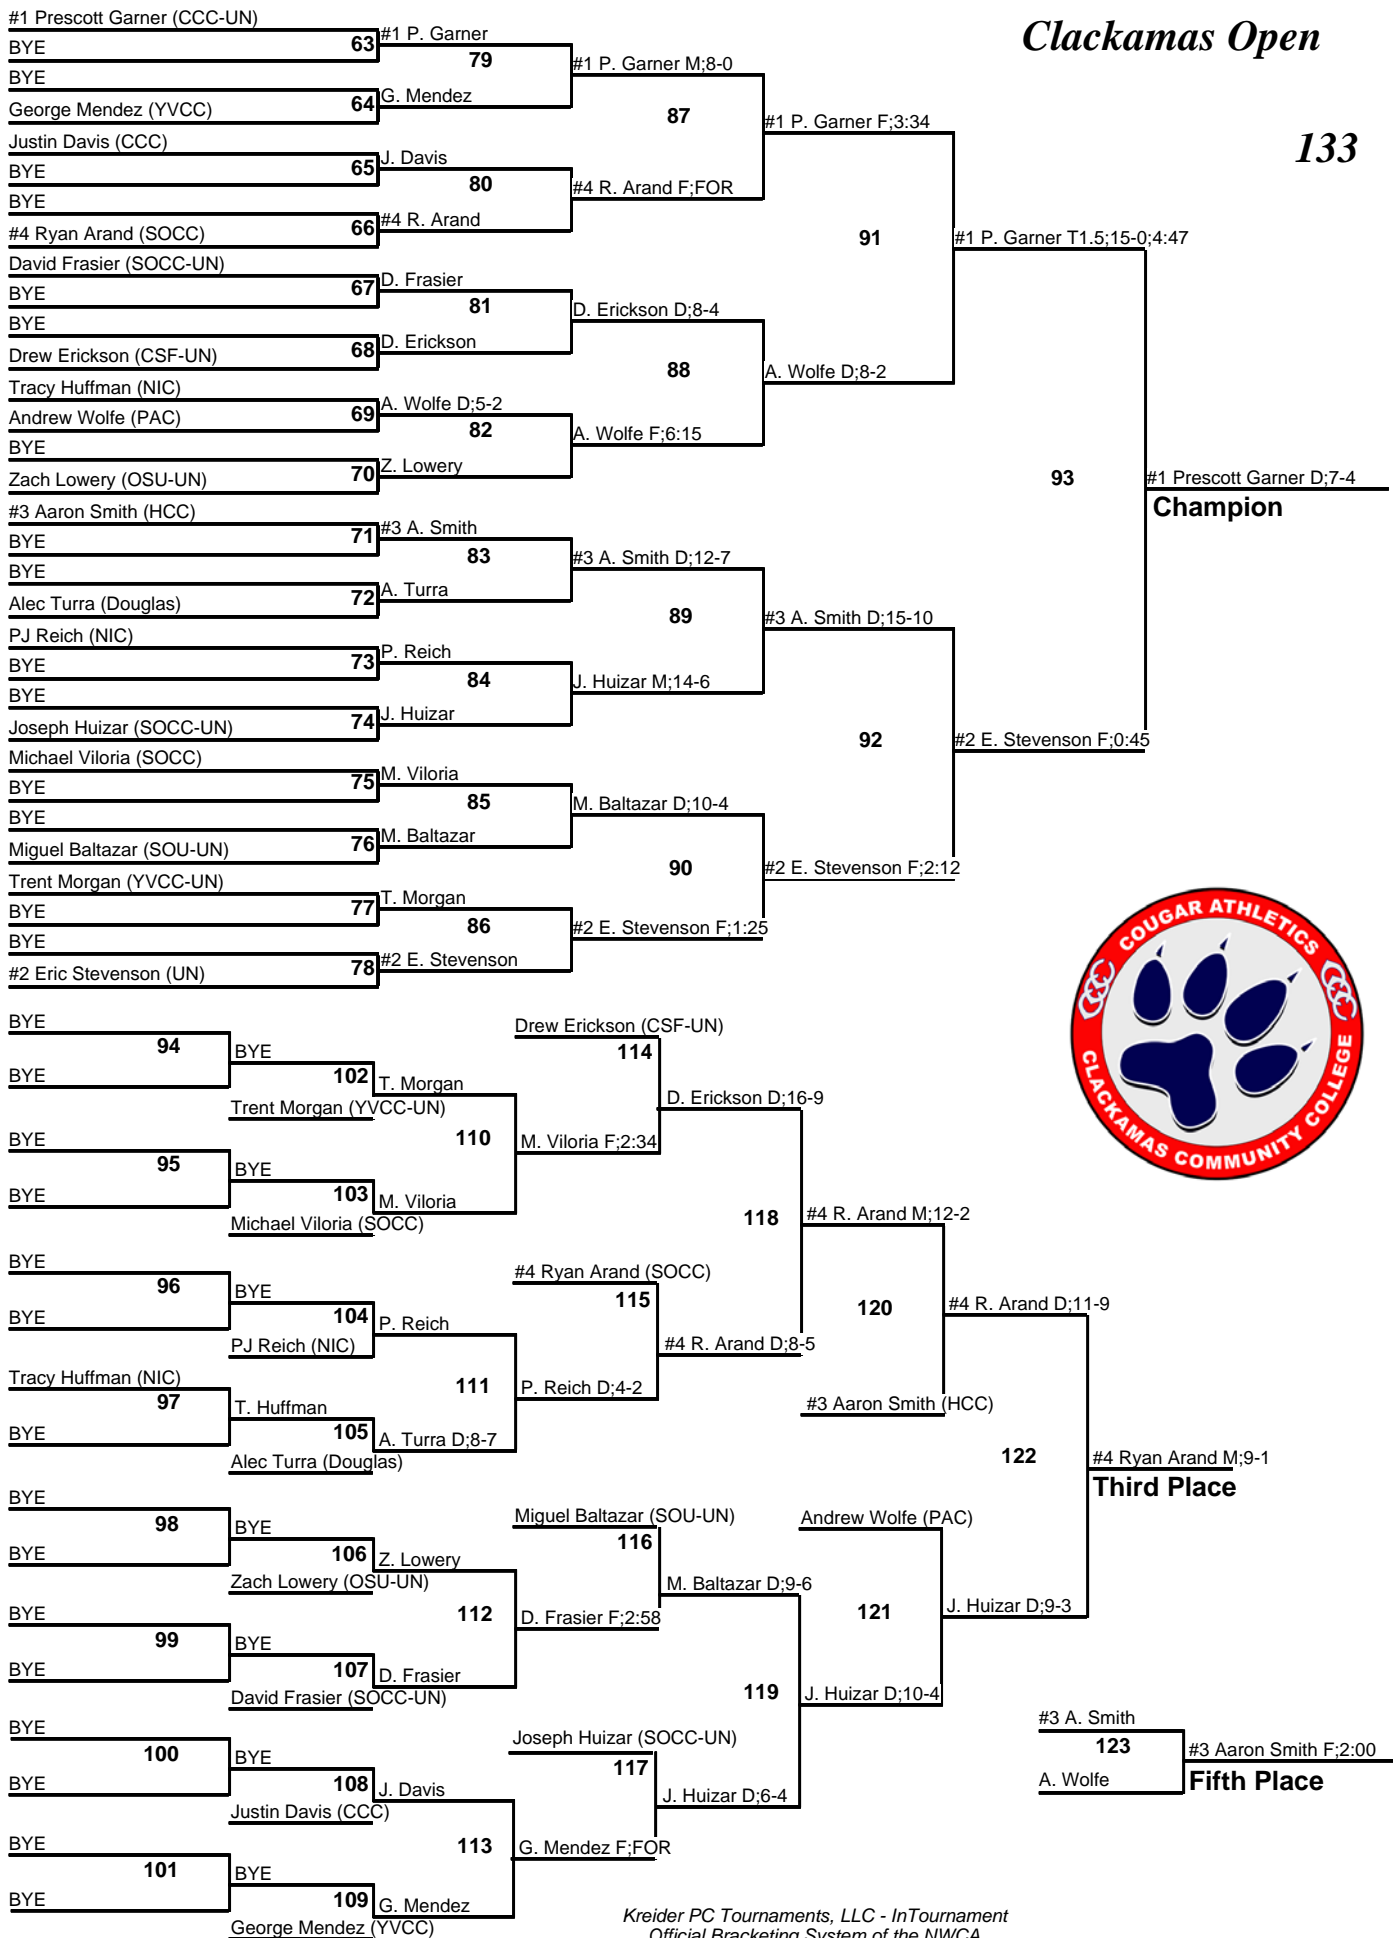 Clackamas Open
133
#1 Prescott Garner (CCC-UN)
BYE
63
BYE
George Mendez (YVCC)
64
Justin Davis (CCC)
BYE
65
BYE
#4 Ryan Arand (SOCC)
66
David Frasier (SOCC-UN)
BYE
67
BYE
Drew Erickson (CSF-UN)
68
Tracy Huffman (NIC)
Andrew Wolfe (PAC)
69
BYE
Zach Lowery (OSU-UN)
70
#3 Aaron Smith (HCC)
BYE
71
BYE
Alec Turra (Douglas)
72
PJ Reich (NIC)
BYE
73
BYE
Joseph Huizar (SOCC-UN)
74
Michael Viloria (SOCC)
BYE
75
BYE
Miguel Baltazar (SOU-UN)
76
Trent Morgan (YVCC-UN)
BYE
77
BYE
#2 Eric Stevenson (UN)
78
#1 P. Garner
79
G. Mendez
J. Davis
80
#4 R. Arand
D. Frasier
81
D. Erickson
A. Wolfe D;5-2
82
Z. Lowery
#3 A. Smith
83
A. Turra
P. Reich
84
J. Huizar
M. Viloria
85
M. Baltazar
T. Morgan
86
#2 E. Stevenson
#1 P. Garner M;8-0
87
#4 R. Arand F;FOR
D. Erickson D;8-4
88
A. Wolfe F;6:15
#3 A. Smith D;12-7
89
J. Huizar M;14-6
M. Baltazar D;10-4
90
#2 E. Stevenson F;1:25
#1 P. Garner F;3:34
91
A. Wolfe D;8-2
#3 A. Smith D;15-10
92
#2 E. Stevenson F;2:12
#1 P. Garner T1.5;15-0;4:47
93
#2 E. Stevenson F;0:45
#1 Prescott Garner D;7-4
Champion
COUGAR ATHLETICS
CCC
CCC
CLACKAMAS COMMUNITY COLLEGE
BYE
94
BYE
BYE
95
BYE
BYE
96
BYE
Tracy Huffman (NIC)
97
BYE
BYE
98
BYE
BYE
99
BYE
BYE
100
BYE
BYE
101
BYE
BYE
102
Trent Morgan (YVCC-UN)
BYE
103
Michael Viloria (SOCC)
BYE
104
PJ Reich (NIC)
T. Huffman
105
Alec Turra (Douglas)
BYE
106
Zach Lowery (OSU-UN)
BYE
107
David Frasier (SOCC-UN)
BYE
108
Justin Davis (CCC)
BYE
109
George Mendez (YVCC)
T. Morgan
110
M. Viloria
P. Reich
111
A. Turra D;8-7
Z. Lowery
112
D. Frasier
J. Davis
113
G. Mendez
Drew Erickson (CSF-UN)
114
M. Viloria F;2:34
#4 Ryan Arand (SOCC)
115
P. Reich D;4-2
Miguel Baltazar (SOU-UN)
116
D. Frasier F;2:58
Joseph Huizar (SOCC-UN)
117
G. Mendez F;FOR
D. Erickson D;16-9
118
#4 R. Arand D;8-5
M. Baltazar D;9-6
119
J. Huizar D;6-4
#4 R. Arand M;12-2
120
#3 Aaron Smith (HCC)
Andrew Wolfe (PAC)
121
J. Huizar D;10-4
#4 R. Arand D;11-9
122
J. Huizar D;9-3
#4 Ryan Arand M;9-1
Third Place
#3 A. Smith
123
A. Wolfe
#3 Aaron Smith F;2:00
Fifth Place
Kreider PC Tournaments, LLC - InTournament
Official Bracketing System of the NWCA